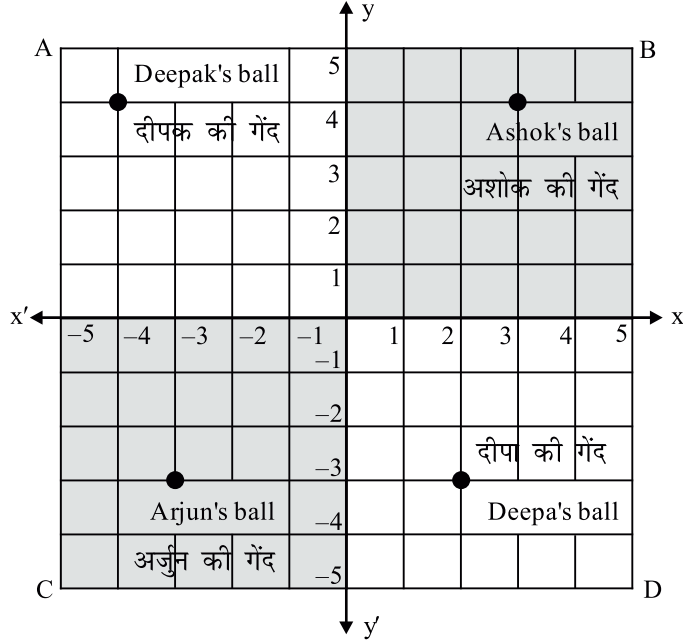 y
A
B
5
Deepak's ball
4
दीपक की गेंद
Ashok's ball
3
अशोक की गेंद
2
1
x′
x
–5 –4 –3 –2 –1 1 2 3 4 5
–1
–2
दीपा की गेंद
–3
Arjun's ball
Deepa's ball
–4
अर्जुन की गेंद
–5
C
D
y′